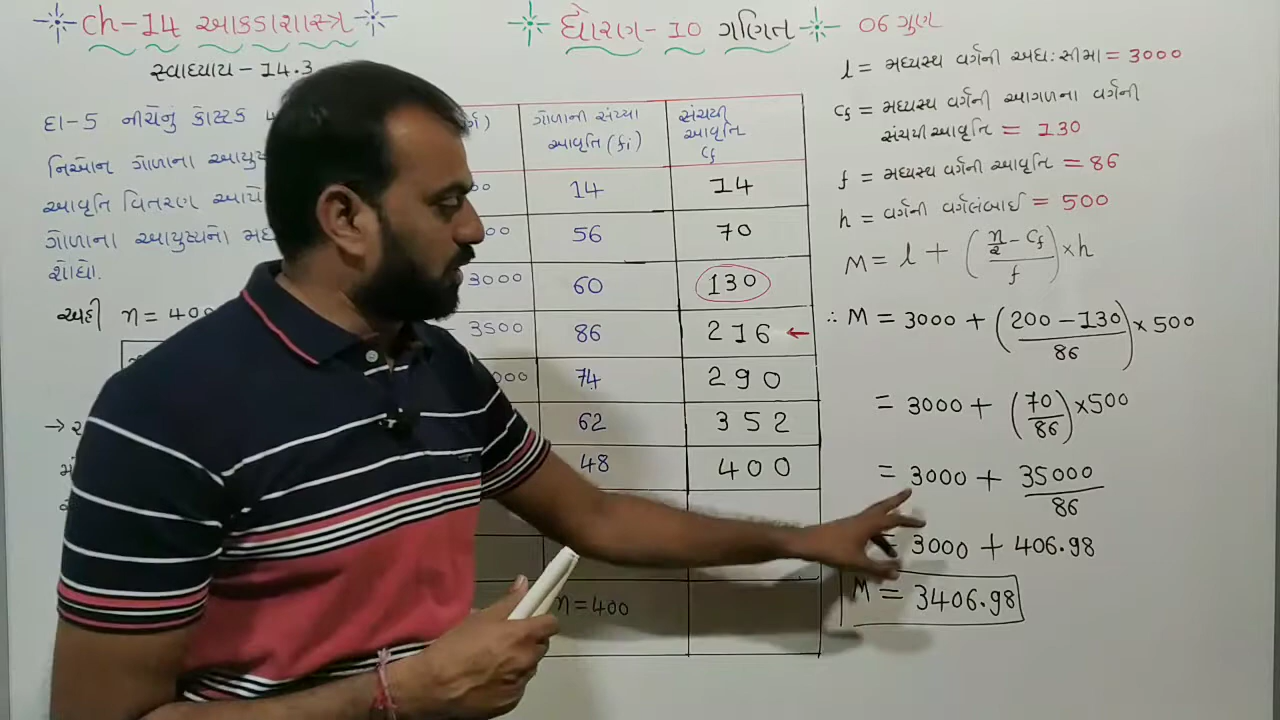 ch-14 આકડાશાસ્ત્ર
ધોરણ-10 ગણિત
06 ગુણ
સ્વાધ્યાય-14.3
દા-5 નીચેનું કોષ્ટક
નિઓન ગોળાના આયુષ્ય
આવૃતિ વિતરણ આપે
ગોળાના આયુષ્યનો મધ્
શોધો.
અહી n = 400
ગોળાની સંખ્યા
આવૃતિ (fi)
સંચયી
આવૃતિ
cf
14 14
56 70
3000 60 130
- 3500 86 216 ←
74 290
62 352
48 400
n = 400
l = મધ્યસ્થ વર્ગની અધ:સીમા = 3000
cf = મધ્યસ્થ વર્ગની આગળના વર્ગની
સંચયી આવૃતિ = 130
f = મધ્યસ્થ વર્ગની આવૃતિ = 86
h = વર્ગની વર્ગલંબાઈ = 500
M = l + (n/2 - cf / f) × h
∴ M = 3000 + (200 - 130 / 86) × 500
= 3000 + (70/86) × 500
= 3000 + 35000/86
= 3000 + 406.98
M = 3406.98